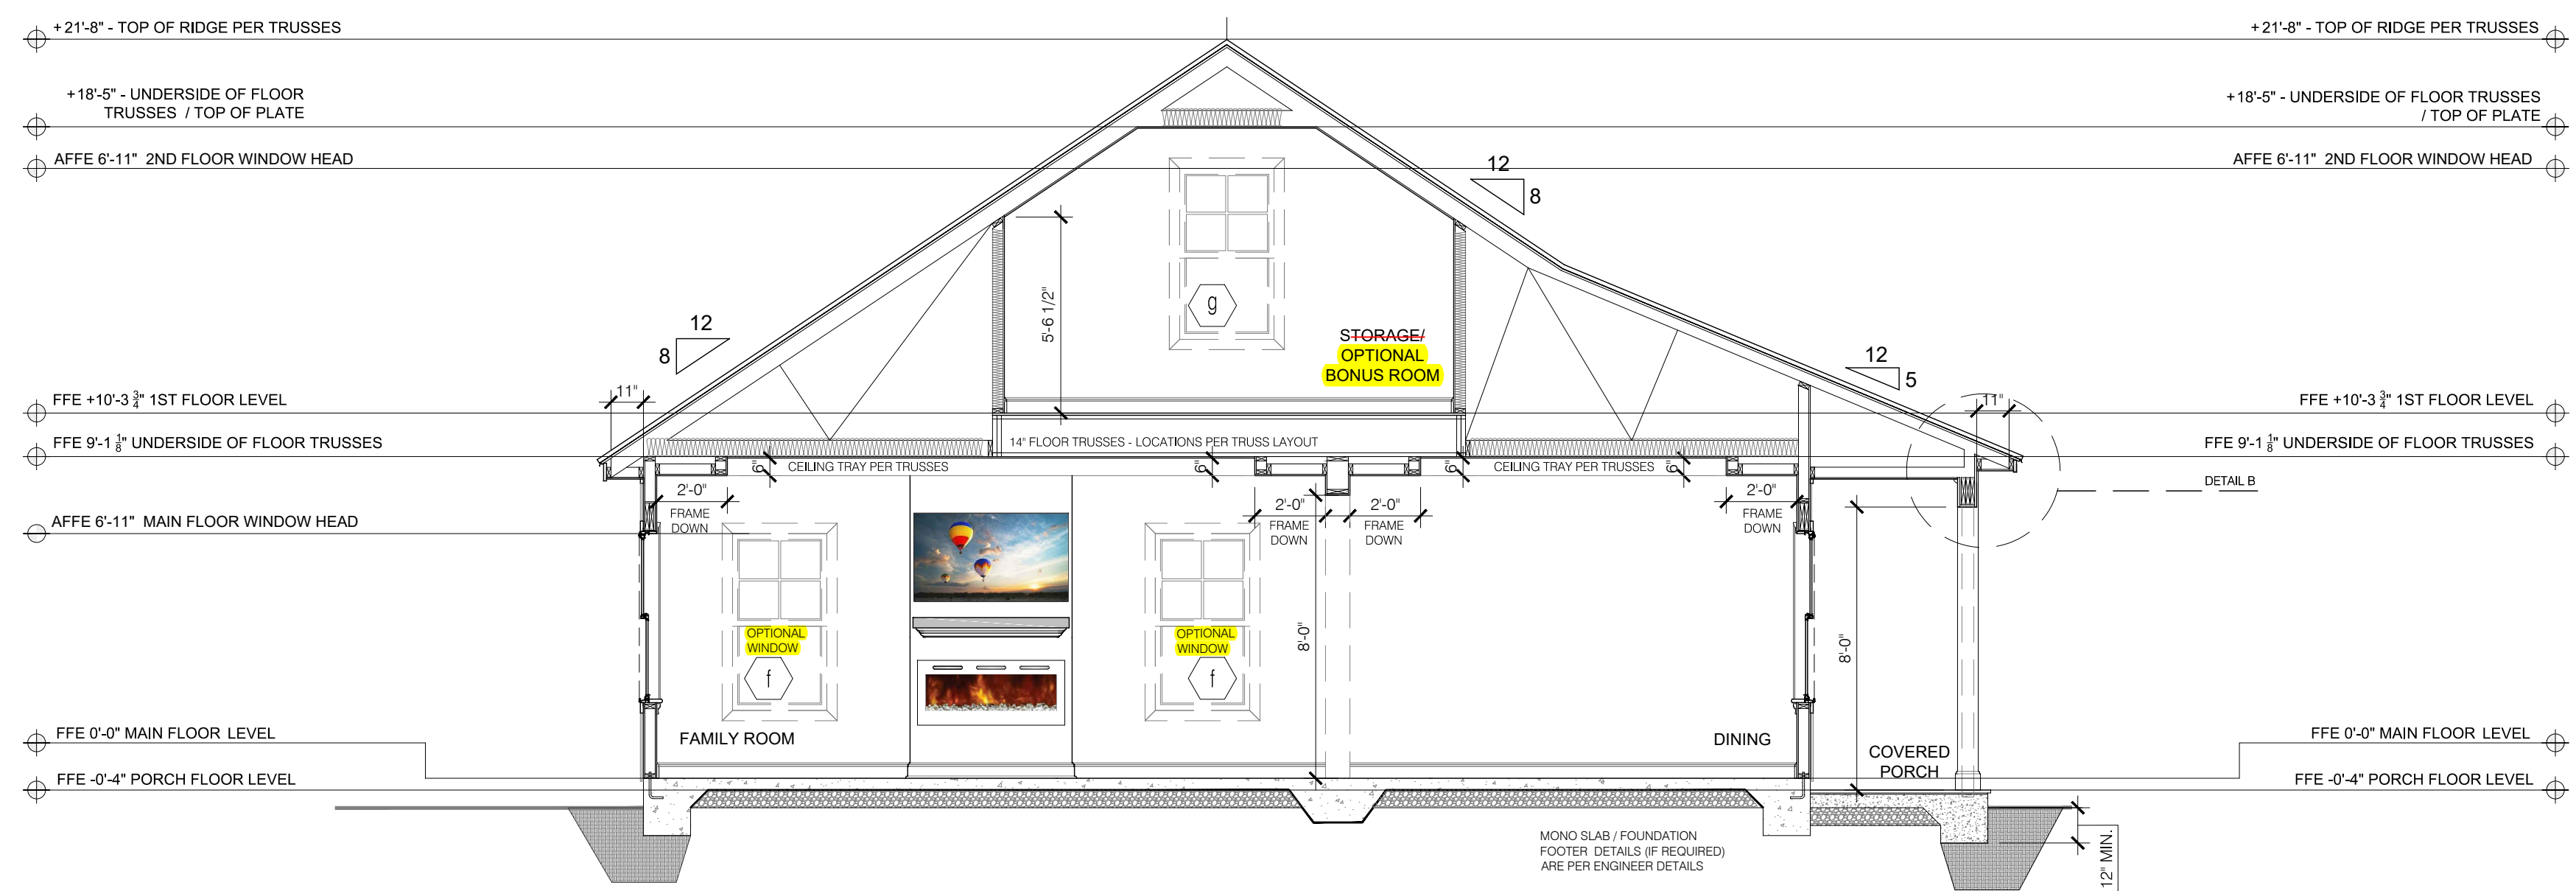 +21'-8" - TOP OF RIDGE PER TRUSSES
+21'-8" - TOP OF RIDGE PER TRUSSES
+18'-5" - UNDERSIDE OF FLOOR
TRUSSES / TOP OF PLATE
+18'-5" - UNDERSIDE OF FLOOR TRUSSES
/ TOP OF PLATE
AFFE 6'-11" 2ND FLOOR WINDOW HEAD
AFFE 6'-11" 2ND FLOOR WINDOW HEAD
12
8
g
5'-6 1/2"
STORAGE/
OPTIONAL
BONUS ROOM
12
8
12
5
11"
11"
FFE +10'-3 3/4" 1ST FLOOR LEVEL
FFE +10'-3 3/4" 1ST FLOOR LEVEL
FFE 9'-1 1/8" UNDERSIDE OF FLOOR TRUSSES
14" FLOOR TRUSSES - LOCATIONS PER TRUSS LAYOUT
FFE 9'-1 1/8" UNDERSIDE OF FLOOR TRUSSES
6"
CEILING TRAY PER TRUSSES
6"
6"
CEILING TRAY PER TRUSSES
6"
DETAIL B
2'-0"
FRAME
DOWN
2'-0"
FRAME
DOWN
2'-0"
FRAME
DOWN
2'-0"
FRAME
DOWN
AFFE 6'-11" MAIN FLOOR WINDOW HEAD
OPTIONAL
WINDOW
f
OPTIONAL
WINDOW
f
8'-0"
8'-0"
FFE 0'-0" MAIN FLOOR LEVEL
FAMILY ROOM
DINING
COVERED
PORCH
FFE 0'-0" MAIN FLOOR LEVEL
FFE -0'-4" PORCH FLOOR LEVEL
FFE -0'-4" PORCH FLOOR LEVEL
MONO SLAB / FOUNDATION
FOOTER DETAILS (IF REQUIRED)
ARE PER ENGINEER DETAILS
12" MIN.